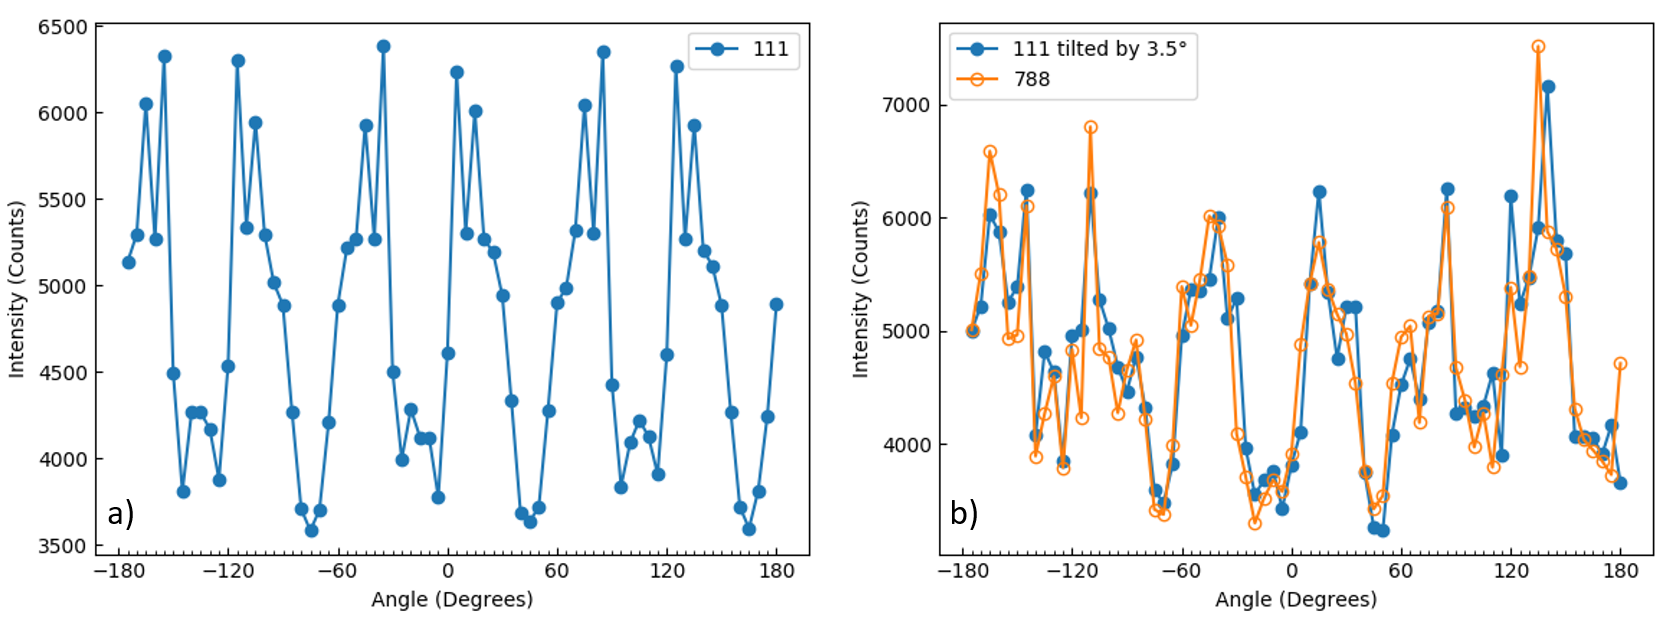 6500
6000
5500
5000
4500
4000
3500
Intensity (Counts)
111
a)
−180 −120 −60 0 60 120 180
Angle (Degrees)
7000
6000
5000
4000
Intensity (Counts)
111 tilted by 3.5°
788
b)
−180 −120 −60 0 60 120 180
Angle (Degrees)